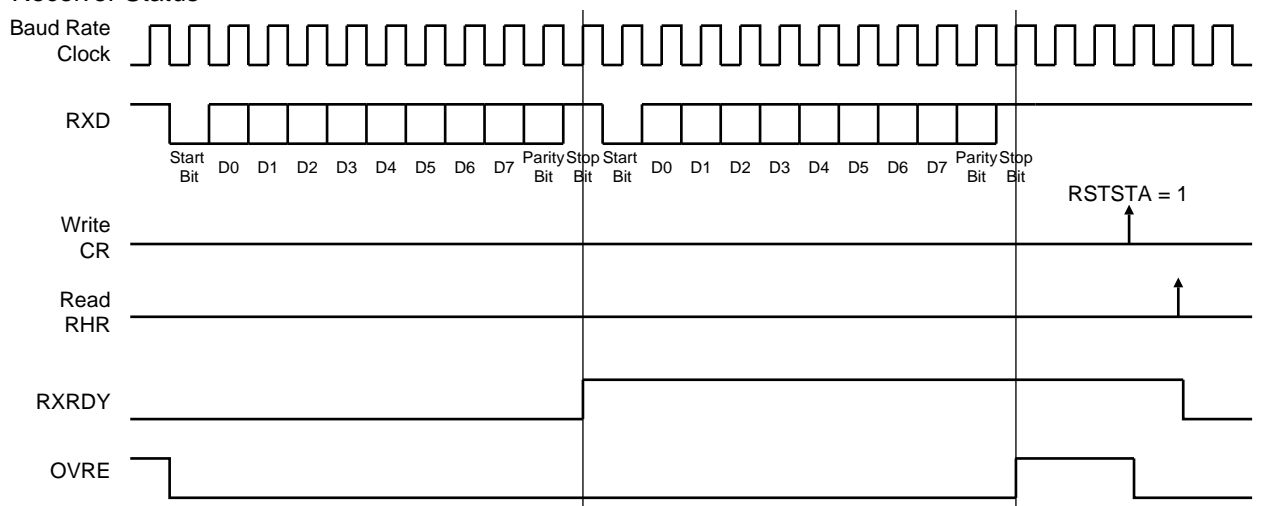 Receiver Status
Baud Rate
Clock
RXD
Start
Bit
D0
D1
D2
D3
D4
D5
D6
D7
Parity
Bit
Stop
Bit
Start
Bit
D0
D1
D2
D3
D4
D5
D6
D7
Parity
Bit
Stop
Bit
RSTSTA = 1
Write
CR
Read
RHR
RXRDY
OVRE